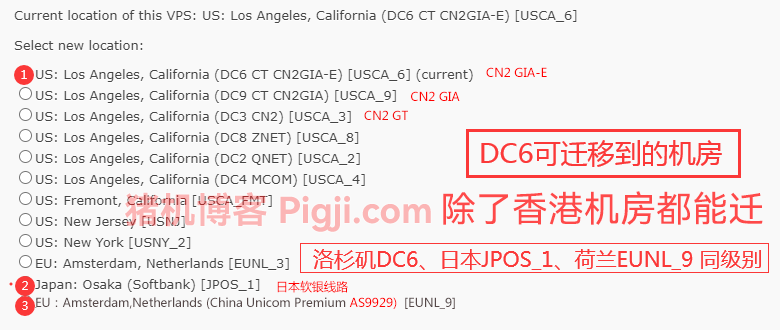 Current location of this VPS: US: Los Angeles, California (DC6 CT CN2GIA-E) [USCA_6]
Select new location:
1 US: Los Angeles, California (DC6 CT CN2GIA-E) [USCA_6] (current) CN2 GIA-E
US: Los Angeles, California (DC9 CT CN2GIA) [USCA_9] CN2 GIA
US: Los Angeles, California (DC3 CN2) [USCA_3] CN2 GT
US: Los Angeles, California (DC8 ZNET) [USCA_8]
DC6可迁移到的机房
US: Los Angeles, California (DC2 QNET) [USCA_2]
US: Los Angeles, California (DC4 MCOM) [USCA_4]
US: Fremont, California [USCA_FMT]
猪机博客 Pigji.com 除了香港机房都能迁
US: New Jersey [USNJ]
US: New York [USNY_2]
EU: Amsterdam, Netherlands [EUNL_3]
洛杉矶DC6、日本JPOS_1、荷兰EUNL_9 同级别
2 Japan: Osaka (Softbank) [JPOS_1] 日本软银线路
3 EU : Amsterdam,Netherlands (China Unicom Premium AS9929) [EUNL_9]